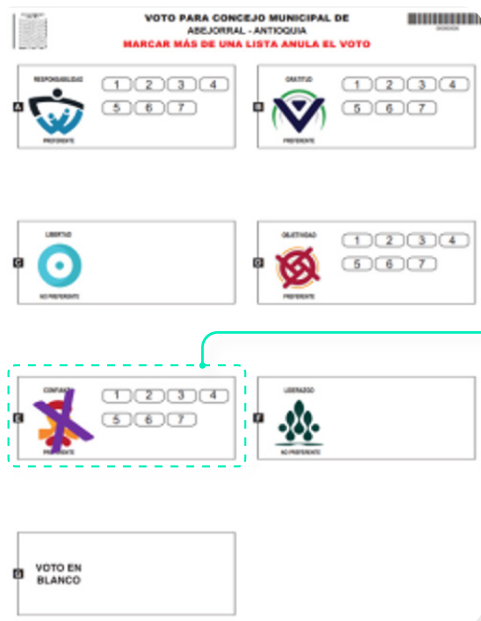 VOTO PARA CONCEJO MUNICIPAL DE
ABEJORRAL - ANTIOQUIA
MARCAR MÁS DE UNA LISTA ANULA EL VOTO
A
RESPONSABILIDAD
1 2 3 4
5 6 7
PREFERENTE
B
GRATITUD
1 2 3 4
5 6 7
PREFERENTE
C
LIBERTAD
NO PREFERENTE
D
OBJETIVIDAD
1 2 3 4
5 6 7
PREFERENTE
E
1 2 3 4
5 6 7
F
LIDERAZGO
NO PREFERENTE
G
VOTO EN
BLANCO